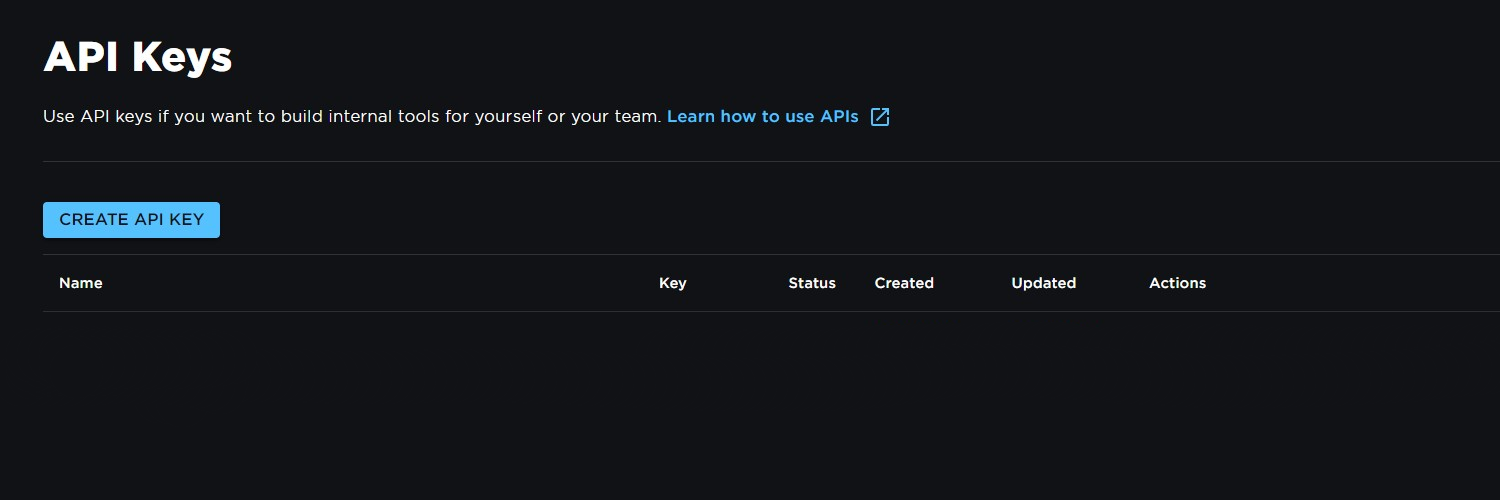 API Keys
Use API keys if you want to build internal tools for yourself or your team. Learn how to use APIs
CREATE API KEY
Name Key Status Created Updated Actions